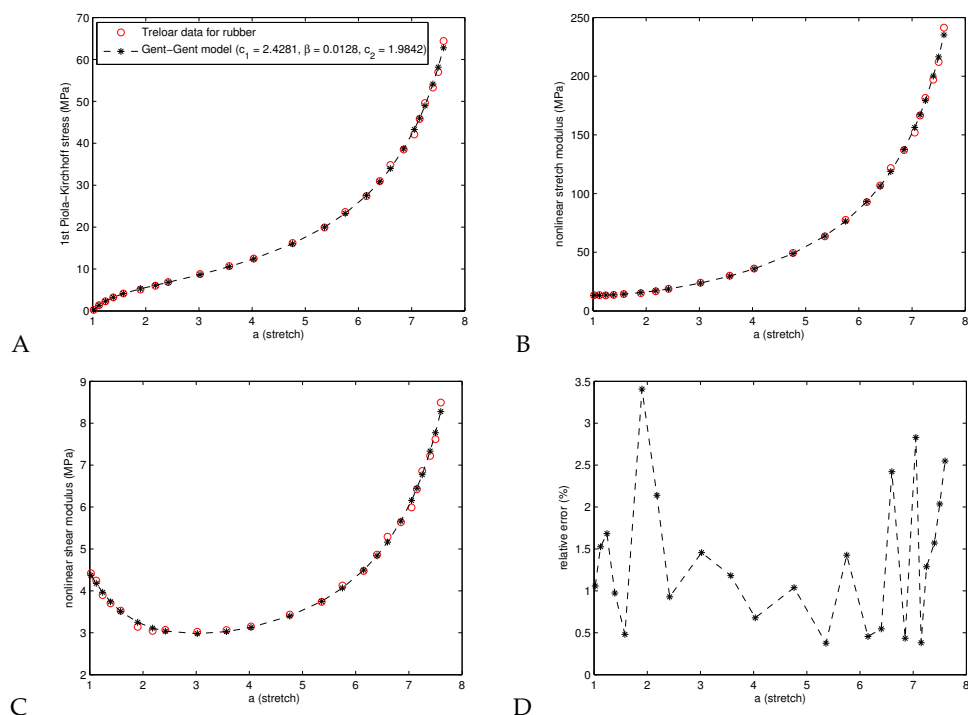 70
60
50
40
30
20
10
0
1 2 3 4 5 6 7 8
1st Piola−Kirchhoff stress (MPa)
a (stretch)
Treloar data for rubber
Gent−Gent model (c1 = 2.4281, β = 0.0128, c2 = 1.9842)
A
250
200
150
100
50
0
1 2 3 4 5 6 7 8
nonlinear stretch modulus (MPa)
a (stretch)
B
9
8
7
6
5
4
3
2
1 2 3 4 5 6 7 8
nonlinear shear modulus (MPa)
a (stretch)
C
3.5
3
2.5
2
1.5
1
0.5
0
1 2 3 4 5 6 7 8
relative error (%)
a (stretch)
D